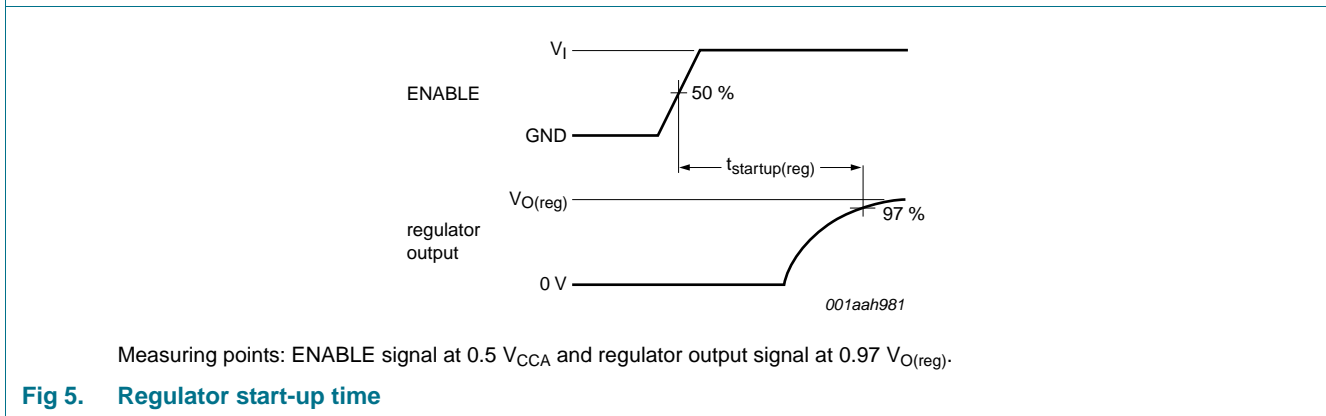 V_I
ENABLE
50 %
GND
t_startup(reg)
V_O(reg)
97 %
regulator
output
0 V
001aah981
Measuring points: ENABLE signal at 0.5 V_CCA and regulator output signal at 0.97 V_O(reg).
Fig 5. Regulator start-up time